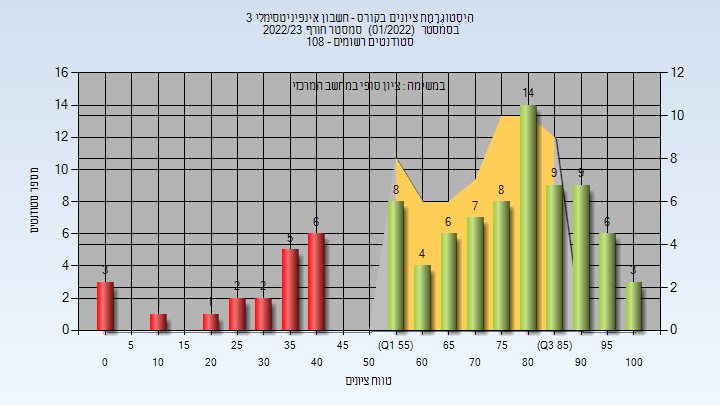 היסטוגרמת ציונים בקורס - חשבון אינפיניטסימלי 3
בסמסטר (01/2022) סמסטר חורף 2022/23
סטודנטים רשומים - 108
במשימה : ציון סופי במחשב המרכזי
16 14 12 10 8 6 4 2 0
12 10 8 6 4 2 0
מספר סטודנטים
3 1 2 2 5 6 8 4 6 7 8 14 9 9 6 3
5 15 25 35 45 (Q1 55) 65 75 (Q3 85) 95
0 10 20 30 40 50 60 70 80 90 100
טווח ציונים